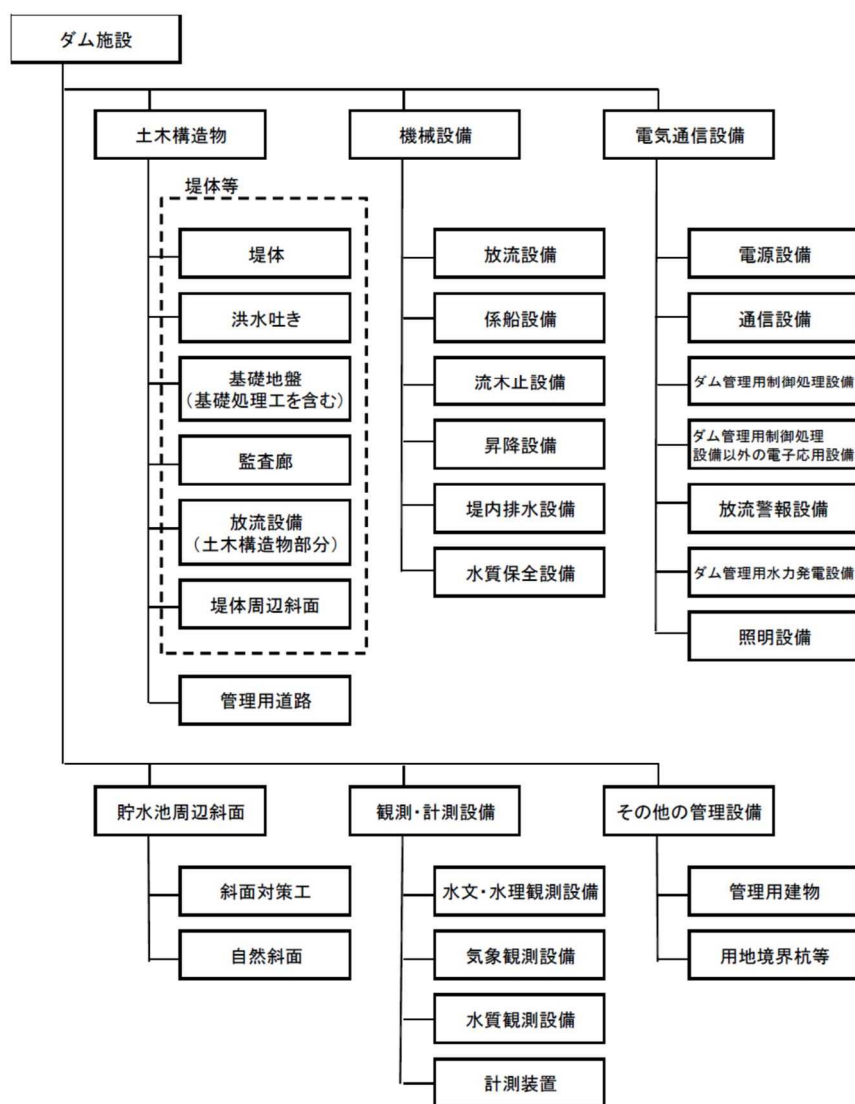 ダム施設
土木構造物
堤体等
堤体
洪水吐き
基礎地盤
(基礎処理工を含む)
監査廊
放流設備
(土木構造物部分)
堤体周辺斜面
管理用道路
機械設備
放流設備
係船設備
流木止設備
昇降設備
堤内排水設備
水質保全設備
電気通信設備
電源設備
通信設備
ダム管理用制御処理設備
ダム管理用制御処理
設備以外の電子応用設備
放流警報設備
ダム管理用水力発電設備
照明設備
貯水池周辺斜面
斜面対策工
自然斜面
観測・計測設備
水文・水理観測設備
気象観測設備
水質観測設備
計測装置
その他の管理設備
管理用建物
用地境界杭等